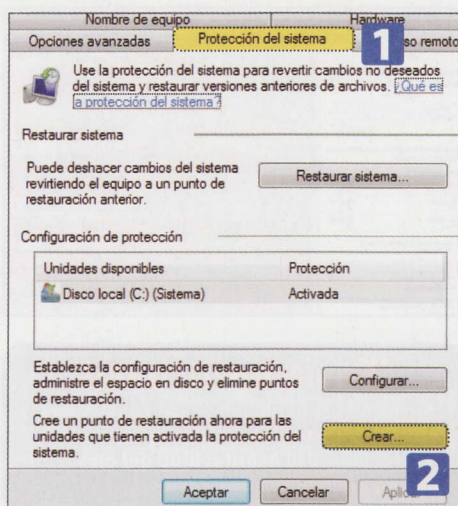 Nombre de equipo Hardware
Opciones avanzadas Protección del sistema 1 so remoto
Use la protección del sistema para revertir cambios no deseados
del sistema y restaurar versiones anteriores de archivos. ¿Qué es
la protección del sistema?
Restaurar sistema
Puede deshacer cambios del sistema
revirtiendo el equipo a un punto de
restauración anterior.
Restaurar sistema...
Configuración de protección
Unidades disponibles Protección
Disco local (C:) (Sistema) Activada
Establezca la configuración de restauración,
administre el espacio en disco y elimine puntos
de restauración.
Configurar...
Cree un punto de restauración ahora para las
unidades que tienen activada la protección del
sistema.
Crear...
2
Aceptar Cancelar Apli